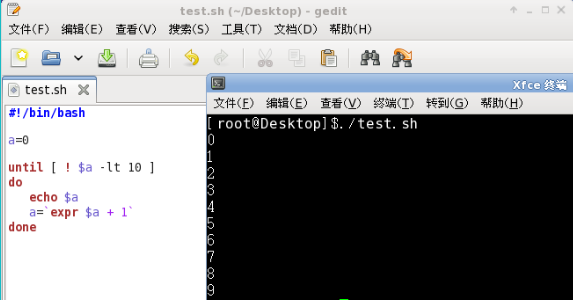 test.sh (~/Desktop) - gedit
文件(F) 编辑(E) 查看(V) 搜索(S) 工具(T) 文档(D) 帮助(H)
test.sh
#!/bin/bash
a=0
until [ ! $a -lt 10 ]
do
echo $a
a=`expr $a + 1`
done
Xfce 终端
文件(F) 编辑(E) 查看(V) 终端(T) 转到(G) 帮助(H)
[ root@Desktop]$./test.sh
0
1
2
3
4
5
6
7
8
9